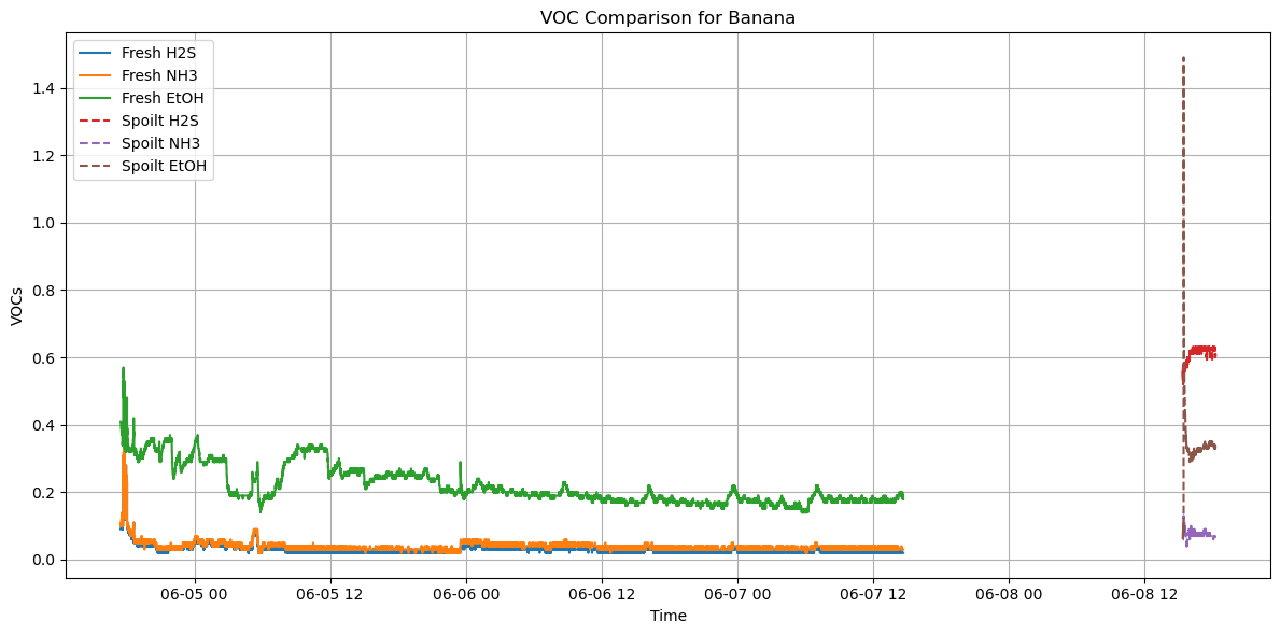 VOC Comparison for Banana
Fresh H2S
Fresh NH3
Fresh EtOH
Spoilt H2S
Spoilt NH3
Spoilt EtOH
VOCs
1.4
1.2
1.0
0.8
0.6
0.4
0.2
0.0
06-05 00 06-05 12 06-06 00 06-06 12 06-07 00 06-07 12 06-08 00 06-08 12
Time